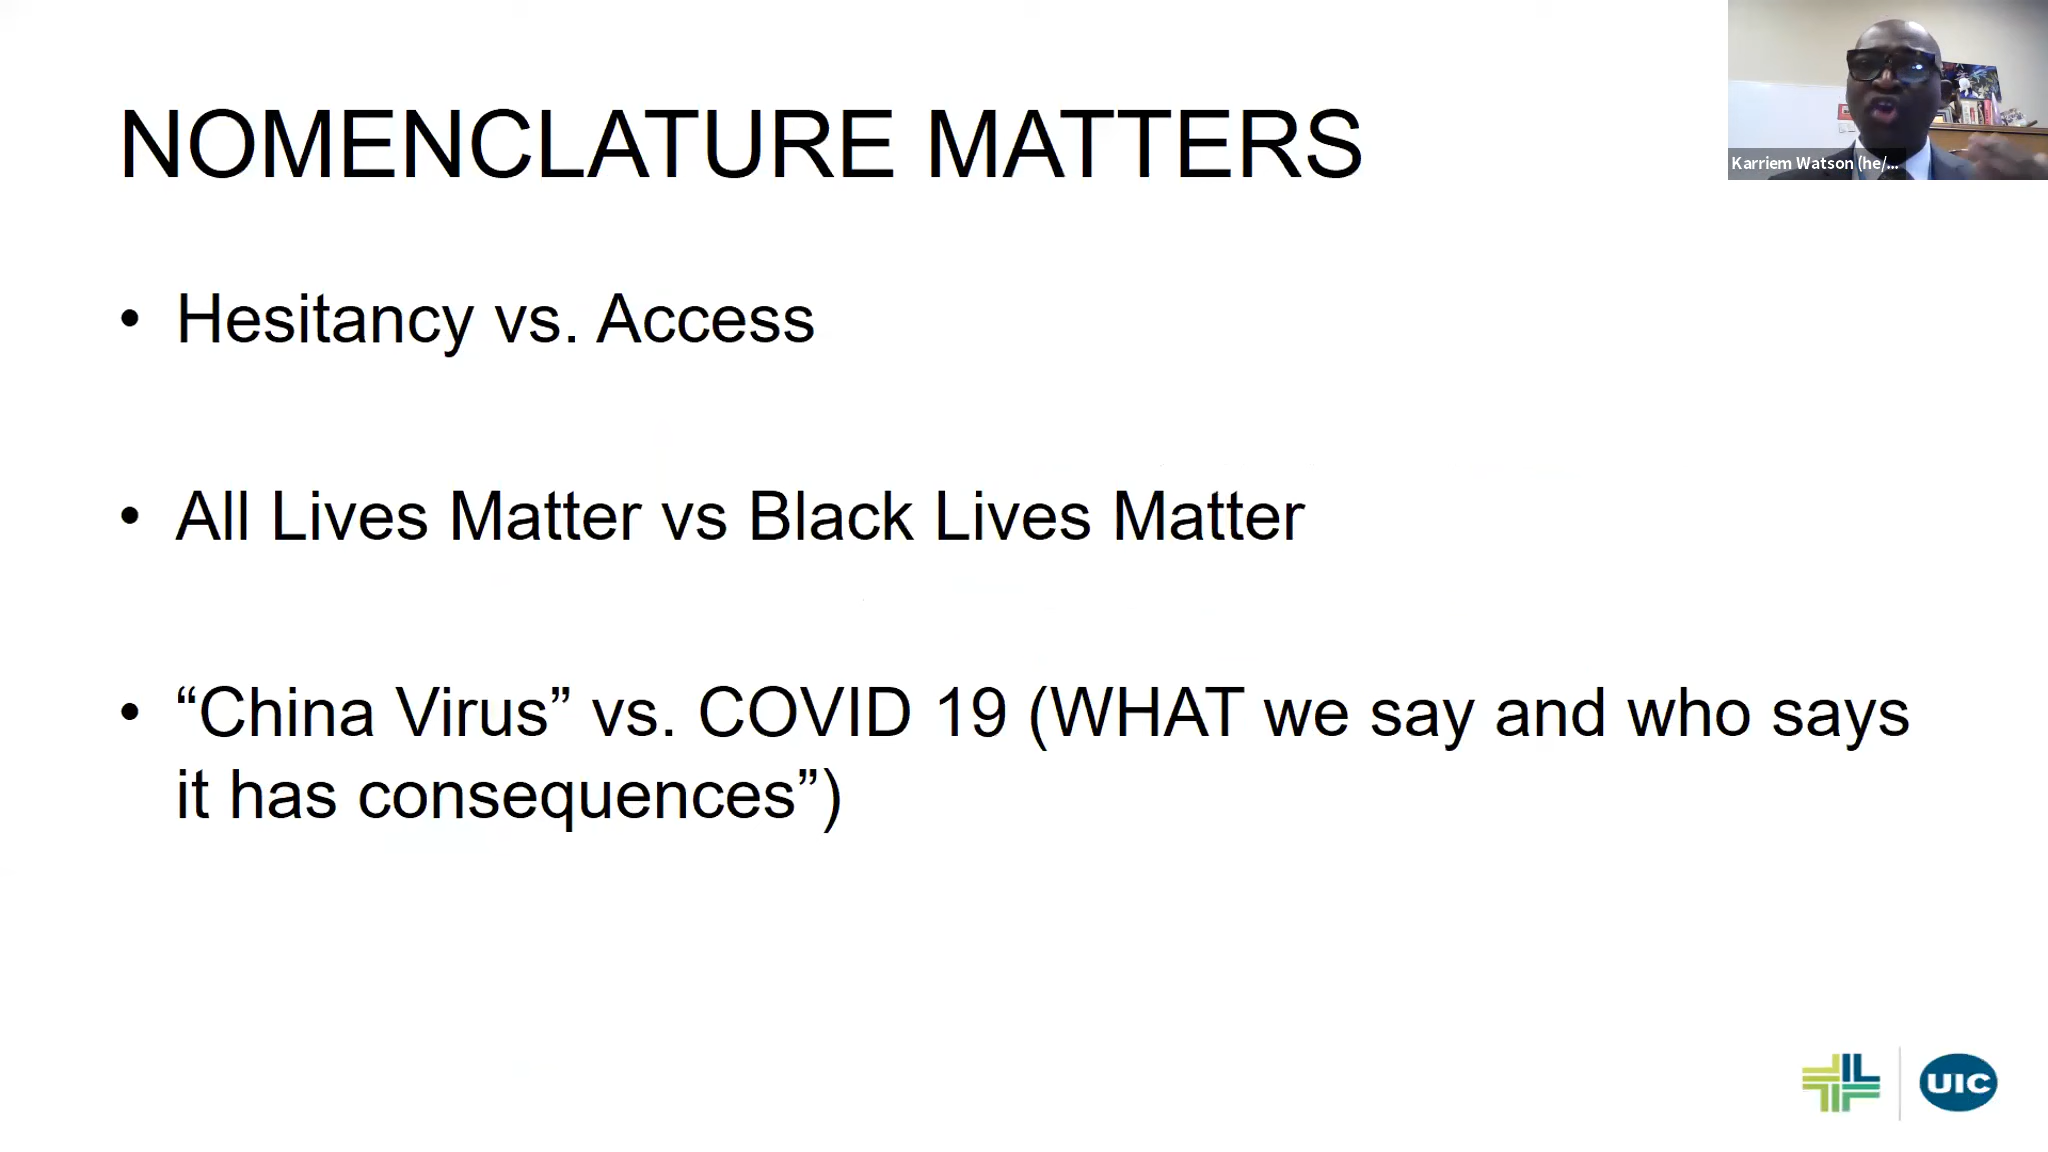 NOMENCLATURE MATTERS
Karriem Watson (he/...
• Hesitancy vs. Access
• All Lives Matter vs Black Lives Matter
• “China Virus” vs. COVID 19 (WHAT we say and who says
it has consequences”)
UIC